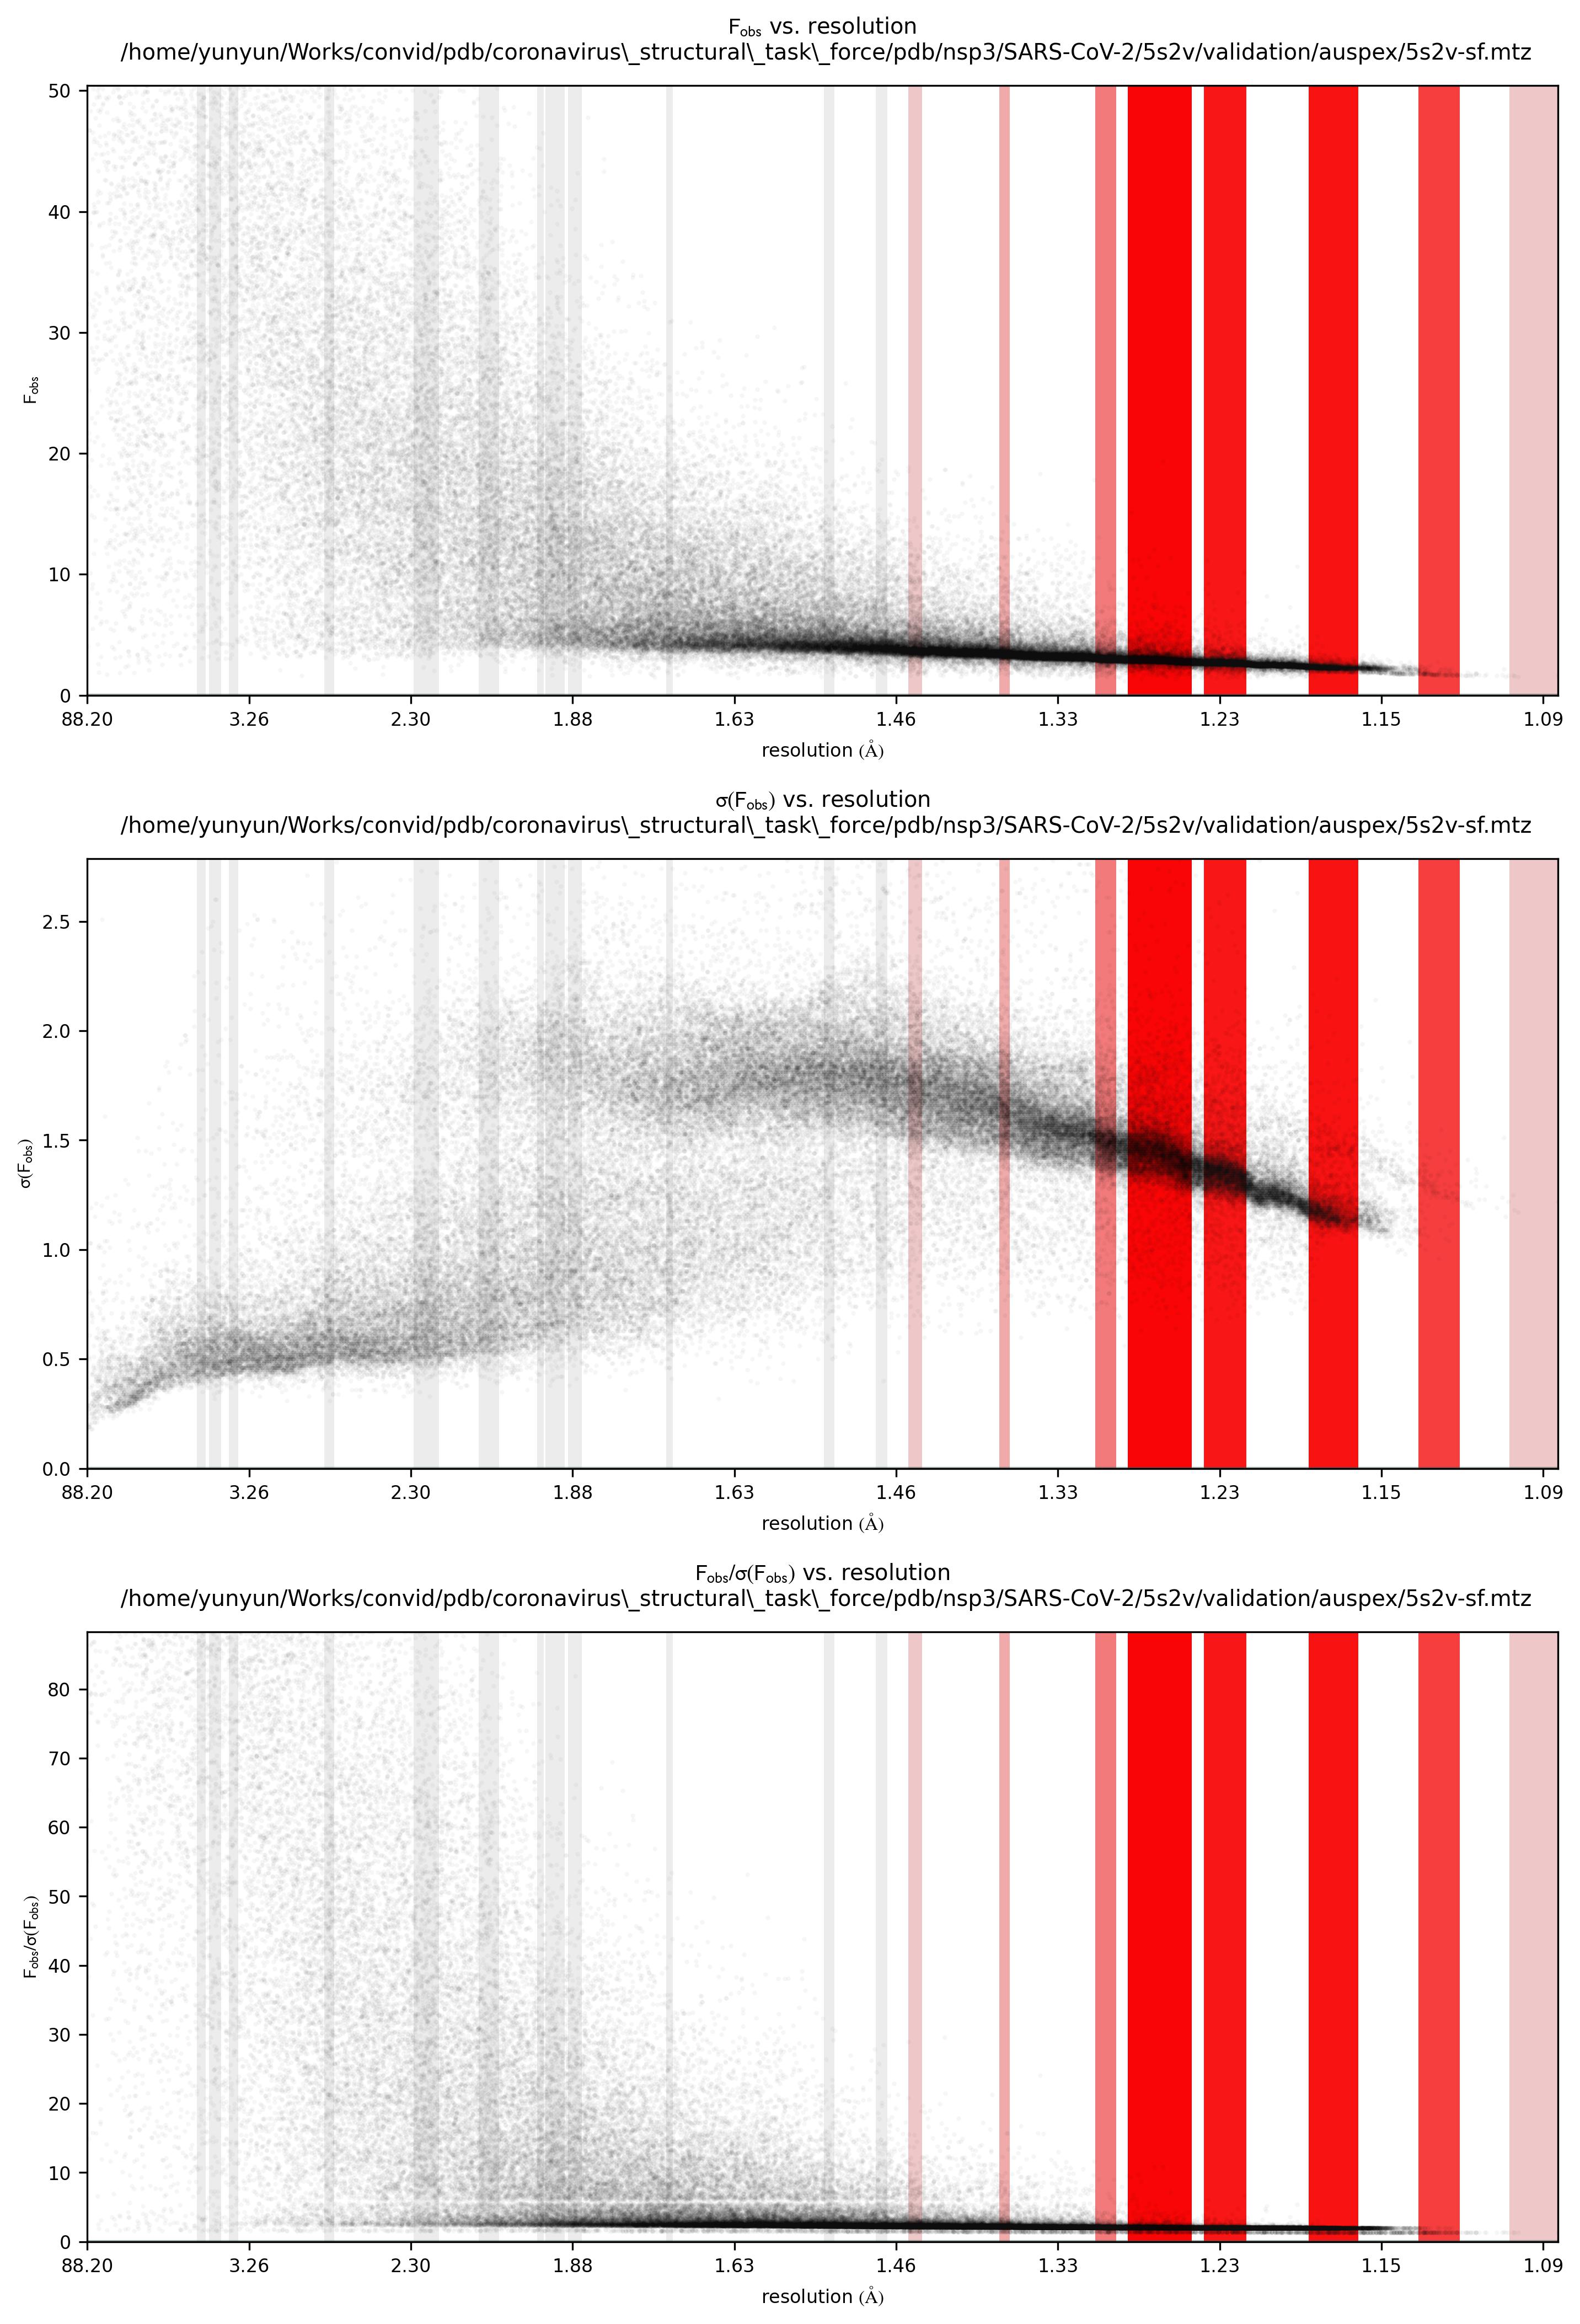 Fobs vs. resolution
/home/yunyun/Works/convid/pdb/coronavirus\_structural\_task\_force/pdb/nsp3/SARS-CoV-2/5s2v/validation/auspex/5s2v-sf.mtz
50
40
30
20
10
0
Fobs
88.20 3.26 2.30 1.88 1.63 1.46 1.33 1.23 1.15 1.09
resolution (Å)
σ(Fobs) vs. resolution
/home/yunyun/Works/convid/pdb/coronavirus\_structural\_task\_force/pdb/nsp3/SARS-CoV-2/5s2v/validation/auspex/5s2v-sf.mtz
2.5
2.0
1.5
1.0
0.5
0.0
σ(Fobs)
88.20 3.26 2.30 1.88 1.63 1.46 1.33 1.23 1.15 1.09
resolution (Å)
Fobs/σ(Fobs) vs. resolution
/home/yunyun/Works/convid/pdb/coronavirus\_structural\_task\_force/pdb/nsp3/SARS-CoV-2/5s2v/validation/auspex/5s2v-sf.mtz
80
70
60
50
40
30
20
10
0
Fobs/σ(Fobs)
88.20 3.26 2.30 1.88 1.63 1.46 1.33 1.23 1.15 1.09
resolution (Å)